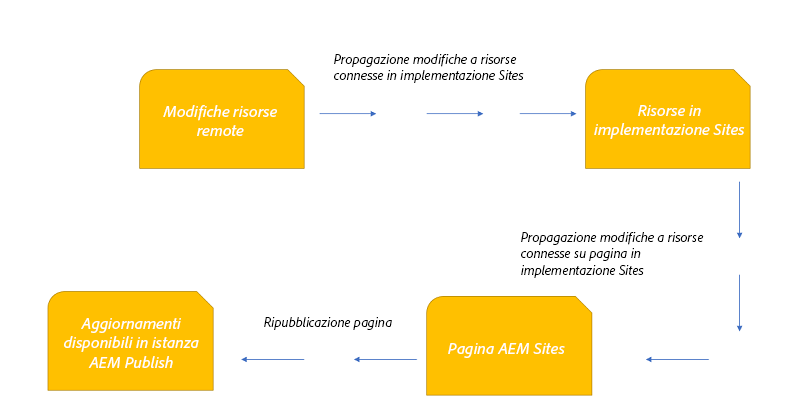 Propagazione modifiche a risorse
connesse in implementazione Sites
Modifiche risorse
remote
Risorse in
implementazione Sites
Propagazione modifiche a risorse
connesse su pagina in
implementazione Sites
Pagina AEM Sites
Ripubblicazione pagina
Aggiornamenti
disponibili in istanza
AEM Publish